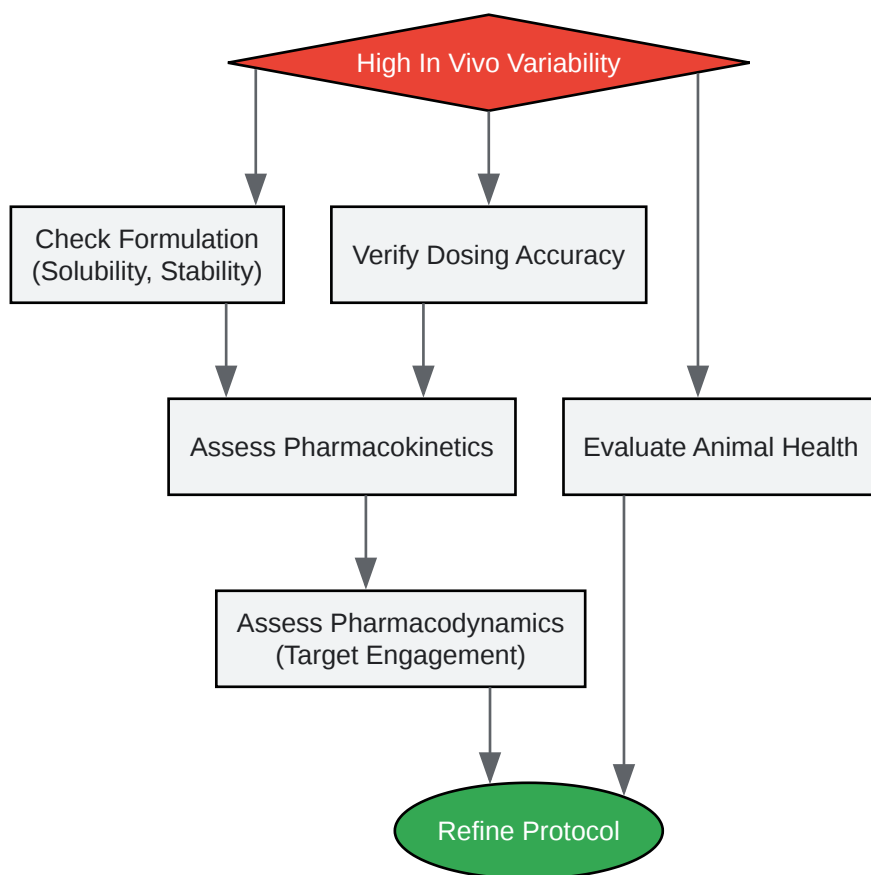 High In Vivo Variability
Check Formulation
(Solubility, Stability)
Verify Dosing Accuracy
Assess Pharmacokinetics
Evaluate Animal Health
Assess Pharmacodynamics
(Target Engagement)
Refine Protocol